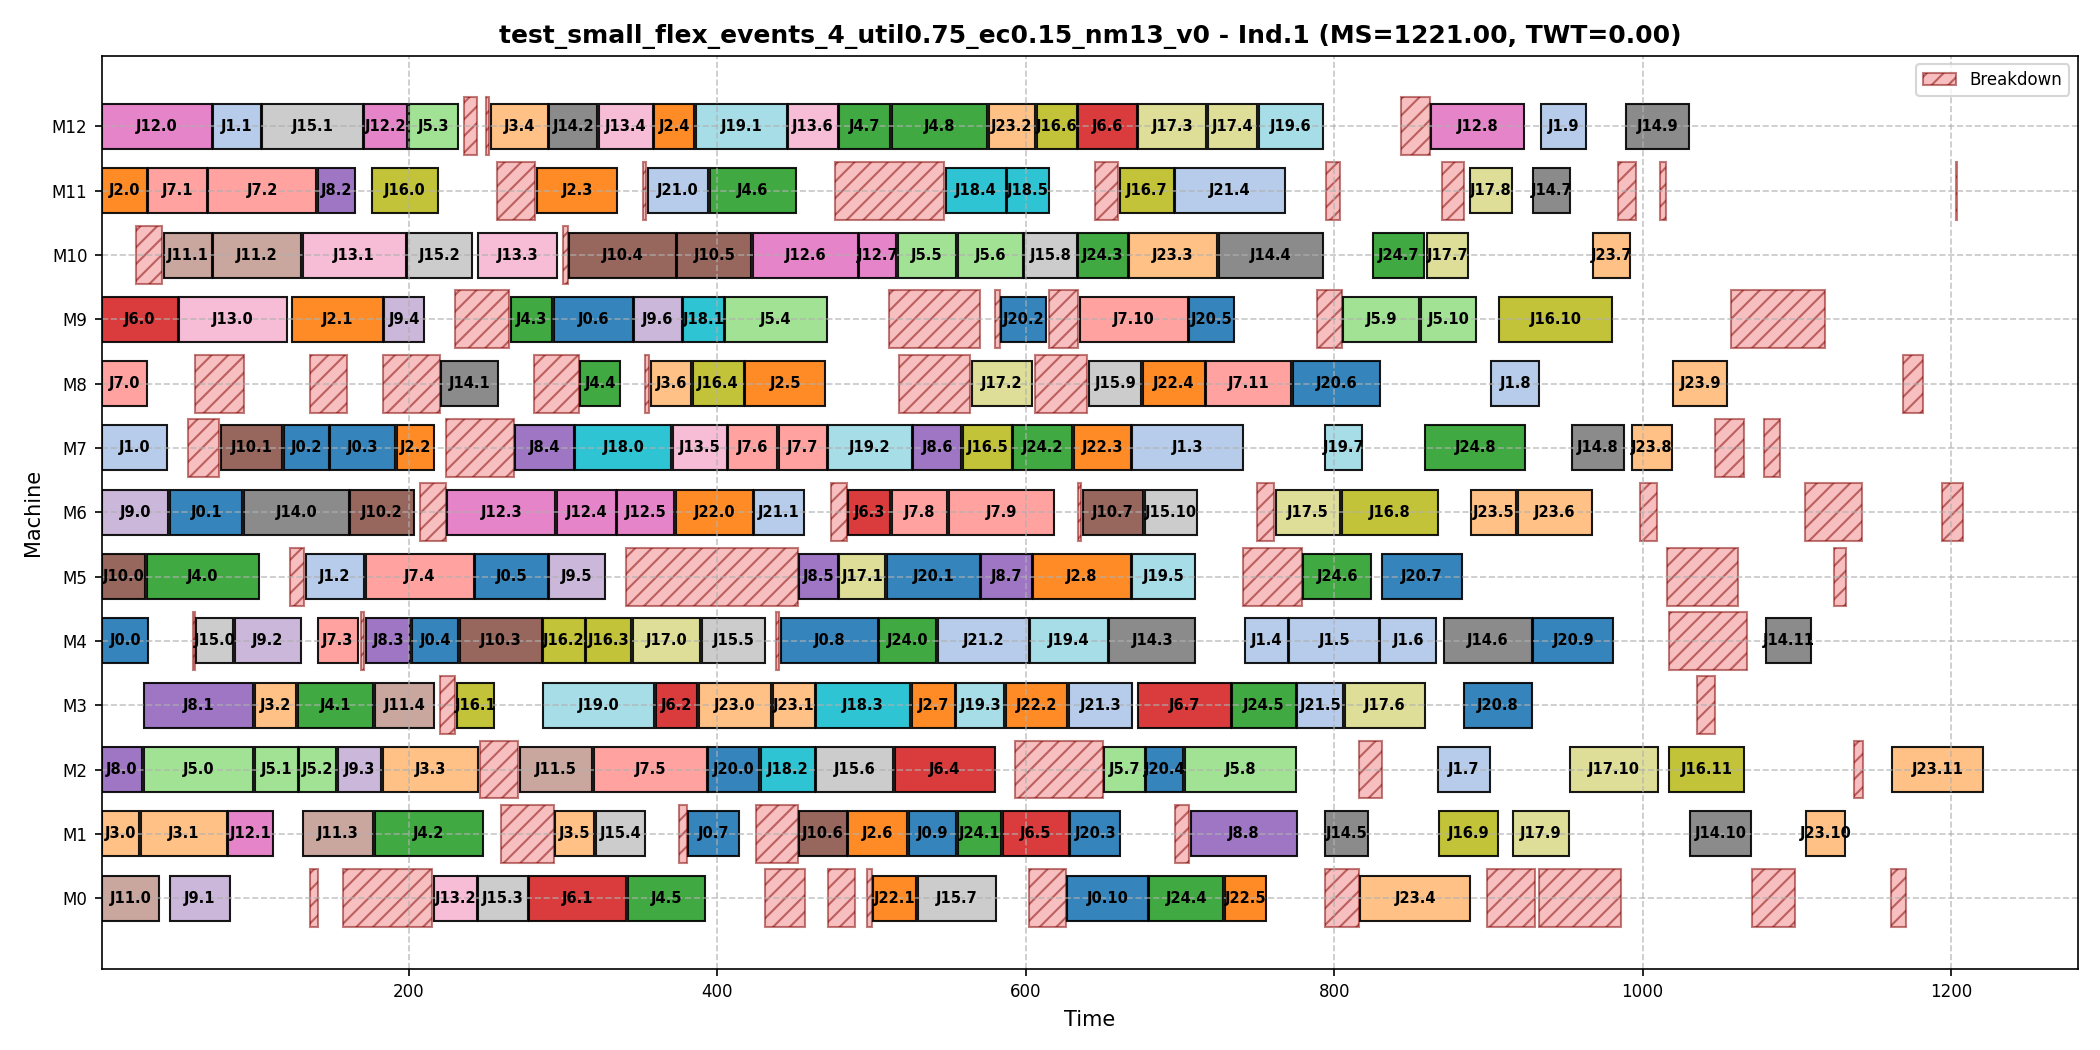 test_small_flex_events_4_util0.75_ec0.15_nm13_v0 - Ind.1 (MS=1221.00, TWT=0.00)
Breakdown
M12 J12.0 J1.1 J15.1 J12.2 J5.3 J3.4 J14.2 J13.4 J2.4 J19.1 J13.6 J4.7 J4.8 J23.2 J16.6 J6.6 J17.3 J17.4 J19.6 J12.8 J1.9 J14.9
M11 J2.0 J7.1 J7.2 J8.2 J16.0 J2.3 J21.0 J4.6 J18.4 J18.5 J16.7 J21.4 J17.8 J14.7
M10 J11.1 J11.2 J13.1 J15.2 J13.3 J10.4 J10.5 J12.6 J12.7 J5.5 J5.6 J15.8 J24.3 J23.3 J14.4 J24.7 J17.7 J23.7
M9 J6.0 J13.0 J2.1 J9.4 J4.3 J0.6 J9.6 J18.1 J5.4 J20.2 J7.10 J20.5 J5.9 J5.10 J16.10
M8 J7.0 J14.1 J4.4 J3.6 J16.4 J2.5 J17.2 J15.9 J22.4 J7.11 J20.6 J1.8 J23.9
M7 J1.0 J10.1 J0.2 J0.3 J2.2 J8.4 J18.0 J13.5 J7.6 J7.7 J19.2 J8.6 J16.5 J24.2 J22.3 J1.3 J19.7 J24.8 J14.8 J23.8
M6 J9.0 J0.1 J14.0 J10.2 J12.3 J12.4 J12.5 J22.0 J21.1 J6.3 J7.8 J7.9 J10.7 J15.10 J17.5 J16.8 J23.5 J23.6
M5 J10.0 J4.0 J1.2 J7.4 J0.5 J9.5 J8.5 J17.1 J20.1 J8.7 J2.8 J19.5 J24.6 J20.7
M4 J0.0 J15.0 J9.2 J7.3 J8.3 J0.4 J10.3 J16.2 J16.3 J17.0 J15.5 J0.8 J24.0 J21.2 J19.4 J14.3 J1.4 J1.5 J1.6 J14.6 J20.9 J14.11
M3 J8.1 J3.2 J4.1 J11.4 J16.1 J19.0 J6.2 J23.0 J23.1 J18.3 J2.7 J19.3 J22.2 J21.3 J6.7 J24.5 J21.5 J17.6 J20.8
M2 J8.0 J5.0 J5.1 J5.2 J9.3 J3.3 J11.5 J7.5 J20.0 J18.2 J15.6 J6.4 J5.7 J20.4 J5.8 J1.7 J17.10 J16.11 J23.11
M1 J3.0 J3.1 J12.1 J11.3 J4.2 J3.5 J15.4 J0.7 J10.6 J2.6 J0.9 J24.1 J6.5 J20.3 J8.8 J14.5 J16.9 J17.9 J14.10 J23.10
M0 J11.0 J9.1 J13.2 J15.3 J6.1 J4.5 J22.1 J15.7 J0.10 J24.4 J22.5 J23.4
200 400 600 800 1000 1200
Time
Machine